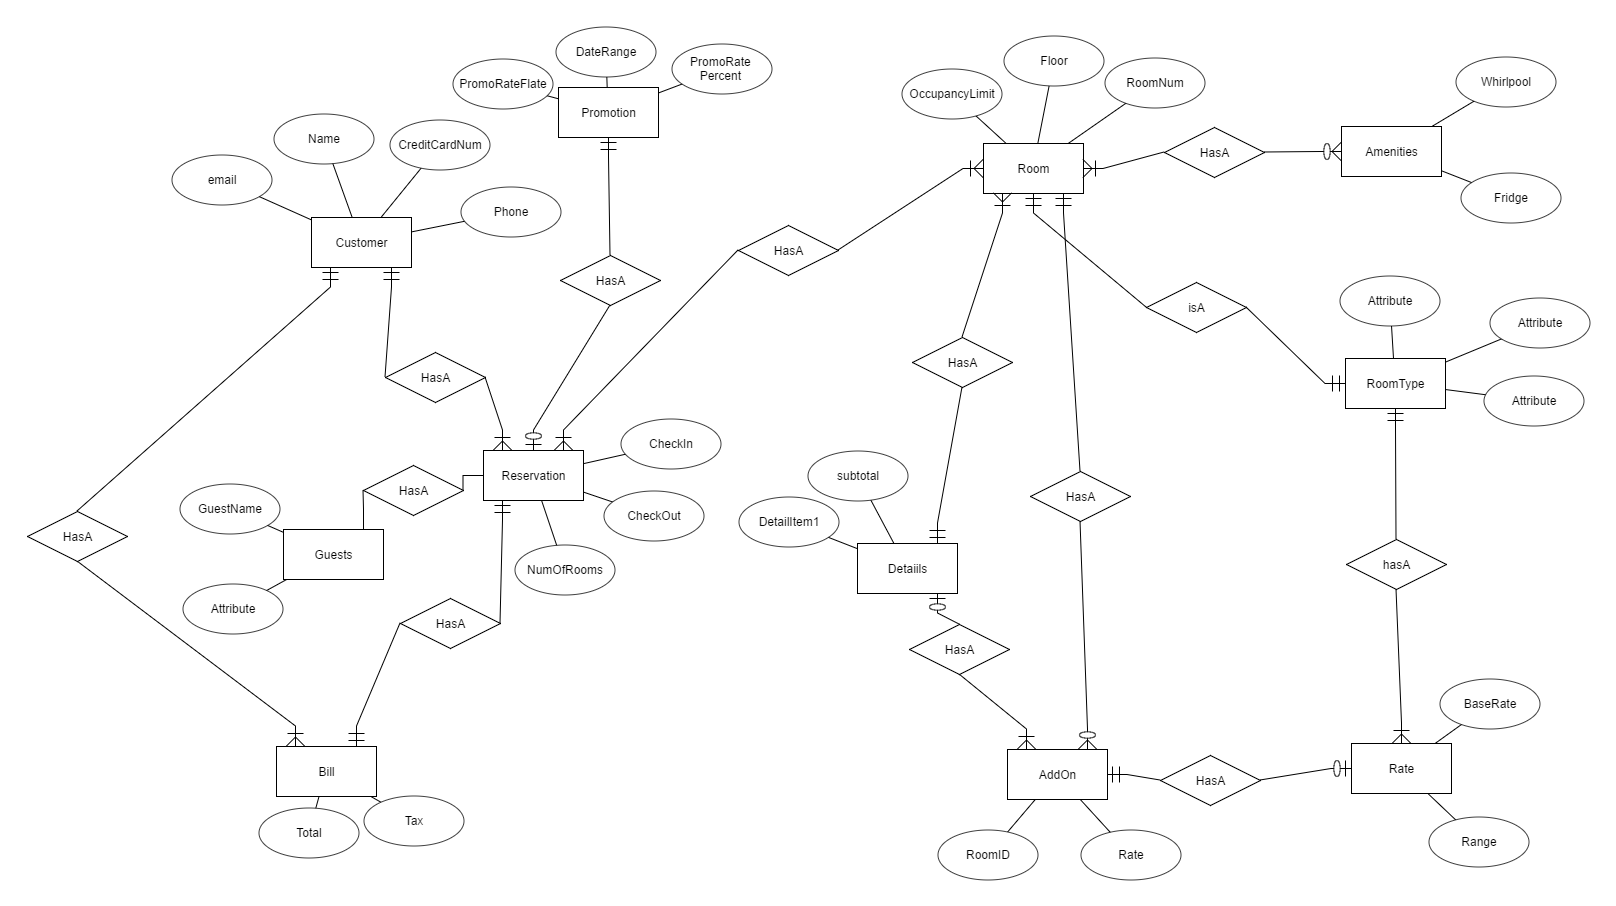 DateRange
PromoRate
Percent
PromoRateFlate
Promotion
Floor
RoomNum
OccupancyLimit
Whirlpool
Name
CreditCardNum
email
Phone
Customer
Room
HasA
Amenities
Fridge
HasA
HasA
isA
Attribute
Attribute
RoomType
Attribute
HasA
HasA
CheckIn
Reservation
HasA
CheckOut
NumOfRooms
GuestName
Guests
Attribute
HasA
subtotal
DetailItem1
Detaiils
HasA
hasA
HasA
HasA
BaseRate
Bill
Total
Tax
AddOn
HasA
Rate
RoomID
Rate
Range